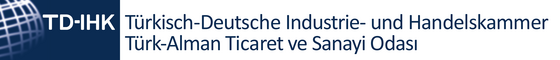 TD-IHK Türkisch-Deutsche Industrie- und Handelskammer
Türk-Alman Ticaret ve Sanayi Odası